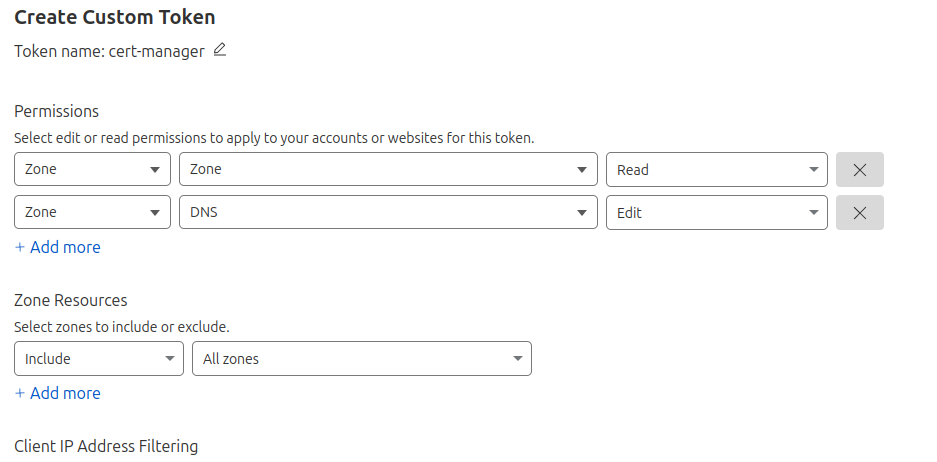 Create Custom Token
Token name: cert-manager
Permissions
Select edit or read permissions to apply to your accounts or websites for this token.
Zone Zone Read
Zone DNS Edit
+ Add more
Zone Resources
Select zones to include or exclude.
Include All zones
+ Add more
Client IP Address Filtering